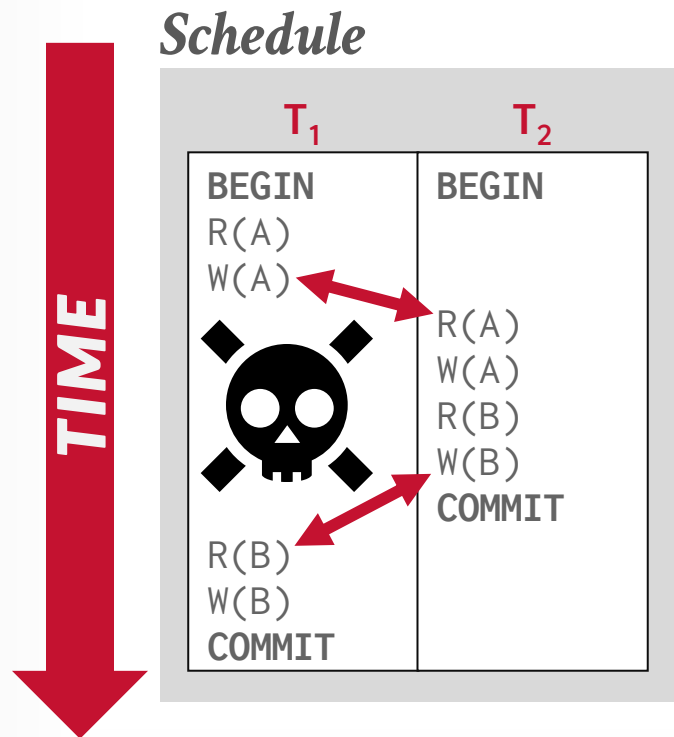 Schedule
TIME
T1 T2
BEGIN BEGIN
R(A)
W(A)
R(A)
W(A)
R(B)
W(B)
COMMIT
R(B)
W(B)
COMMIT